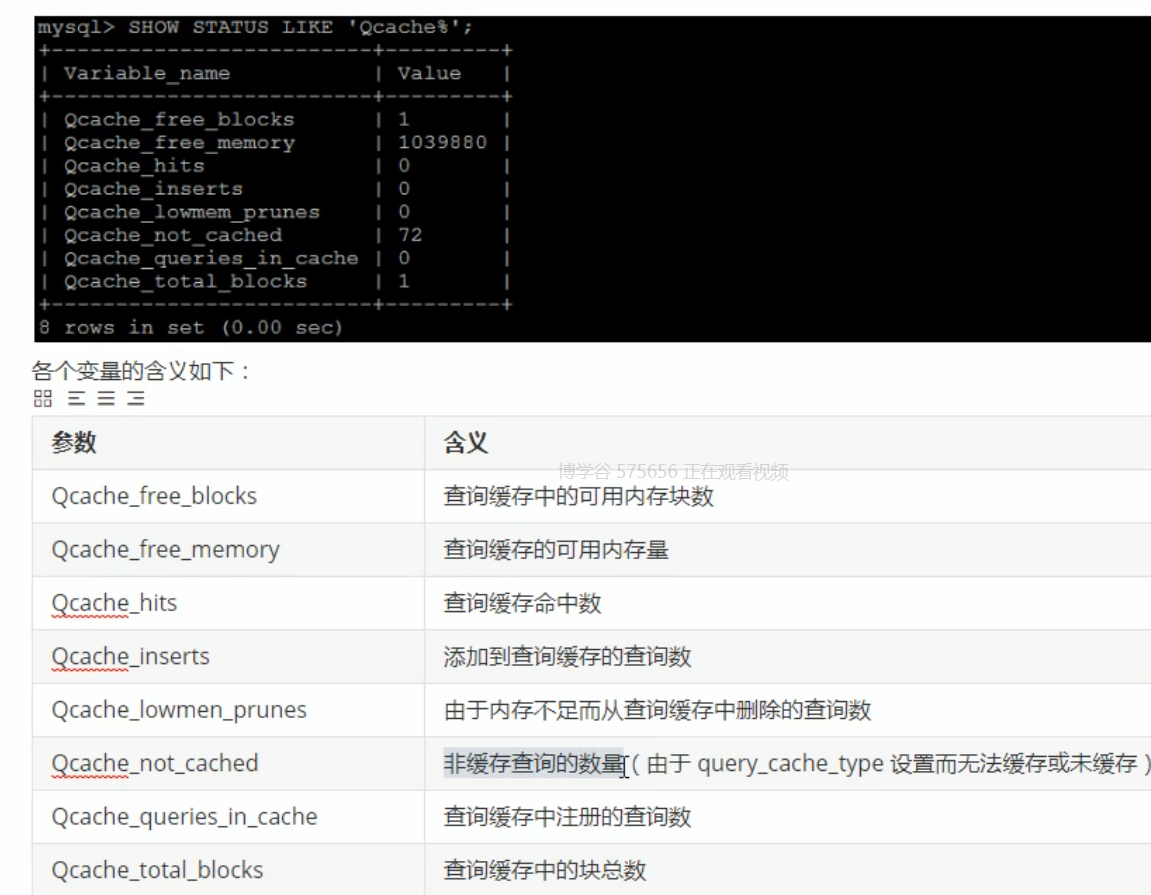 mysql> SHOW STATUS LIKE 'Qcache%';
+-------------------------+---------+
| Variable_name | Value |
+-------------------------+---------+
| Qcache_free_blocks | 1 |
| Qcache_free_memory | 1039880 |
| Qcache_hits | 0 |
| Qcache_inserts | 0 |
| Qcache_lowmem_prunes | 0 |
| Qcache_not_cached | 72 |
| Qcache_queries_in_cache | 0 |
| Qcache_total_blocks | 1 |
+-------------------------+---------+
8 rows in set (0.00 sec)
各个变量的含义如下：
参数 含义
博学谷 575656 正在观看视频
Qcache_free_blocks 查询缓存中的可用内存块数
Qcache_free_memory 查询缓存的可用内存量
Qcache_hits 查询缓存命中数
Qcache_inserts 添加到查询缓存的查询数
Qcache_lowmen_prunes 由于内存不足而从查询缓存中删除的查询数
Qcache_not_cached 非缓存查询的数量（由于 query_cache_type 设置而无法缓存或未缓存）
Qcache_queries_in_cache 查询缓存中注册的查询数
Qcache_total_blocks 查询缓存中的块总数